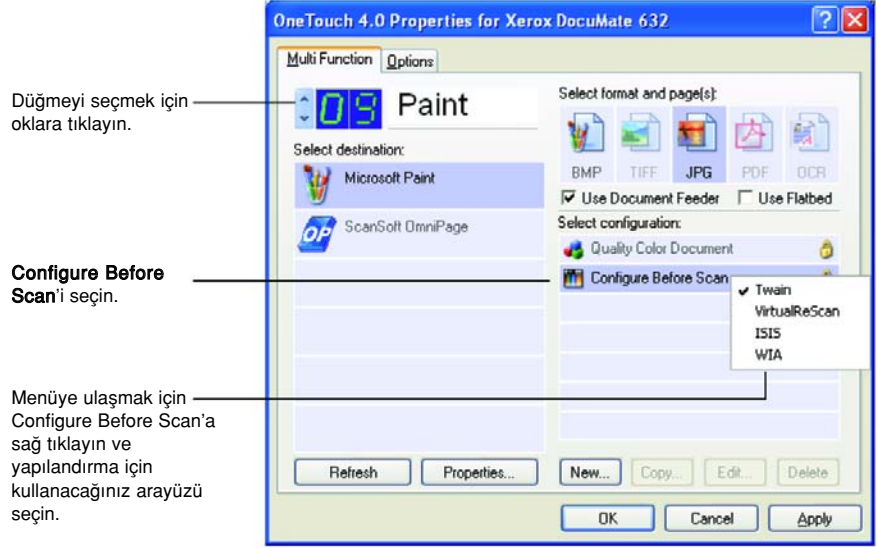 OneTouch 4.0 Properties for Xerox DocuMate 632
Multi Function Options
Düğmeyi seçmek için
oklara tıklayın.
09 Paint
Select format and page(s):
BMP TIFF JPG PDF OCR
Select destination:
Microsoft Paint
ScanSoft OmniPage
Use Document Feeder Use Flatbed
Select configuration:
Quality Color Document
Configure Before Scan
Configure Before
Scan'i seçin.
Twain
VirtualReScan
ISIS
WIA
Menüye ulaşmak için
Configure Before Scan'a
sağ tıklayın ve
yapılandırma için
kullanacağınız arayüzü
seçin.
Refresh Properties... New... Copy... Edit... Delete
OK Cancel Apply